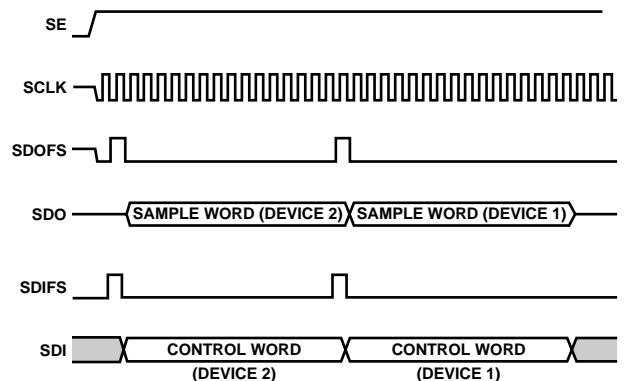 SE
SCLK
SDOFS
SDO
SAMPLE WORD (DEVICE 2)
SAMPLE WORD (DEVICE 1)
SDIFS
SDI
CONTROL WORD
(DEVICE 2)
CONTROL WORD
(DEVICE 1)